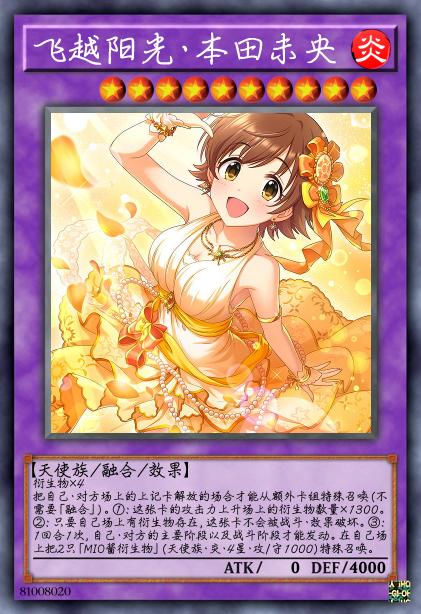 飞越阳光·本田未央 炎
【天使族/融合/效果】
衍生物×4
把自己·对方场上的上记卡解放的场合才能从额外卡组特殊召唤(不
需要「融合」)。①:这张卡的攻击力上升场上的衍生物数量×1300。
②:只要自己场上有衍生物存在,这张卡不会被战斗·效果破坏。③:
1回合1次,自己·对方的主要阶段以及战斗阶段才能发动。在自己场
上把2只「MIO酱衍生物」(天使族·炎·4星·攻/守1000)特殊召唤。
ATK/ 0 DEF/4000
81008020